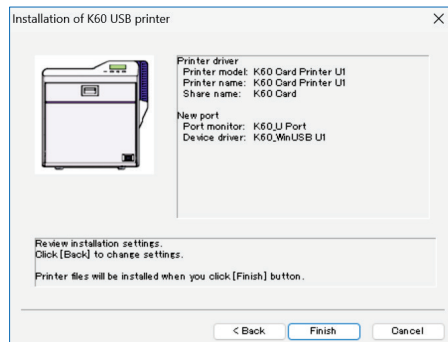 Installation of K60 USB printer
Printer driver
Printer model: K60 Card Printer U1
Printer name: K60 Card Printer U1
Share name: K60 Card
New port
Port monitor: K60_U Port
Device driver: K60_WinUSB U1
Review installation settings.
Click [Back] to change settings.
Printer files will be installed when you click [Finish] button.
< Back
Finish
Cancel